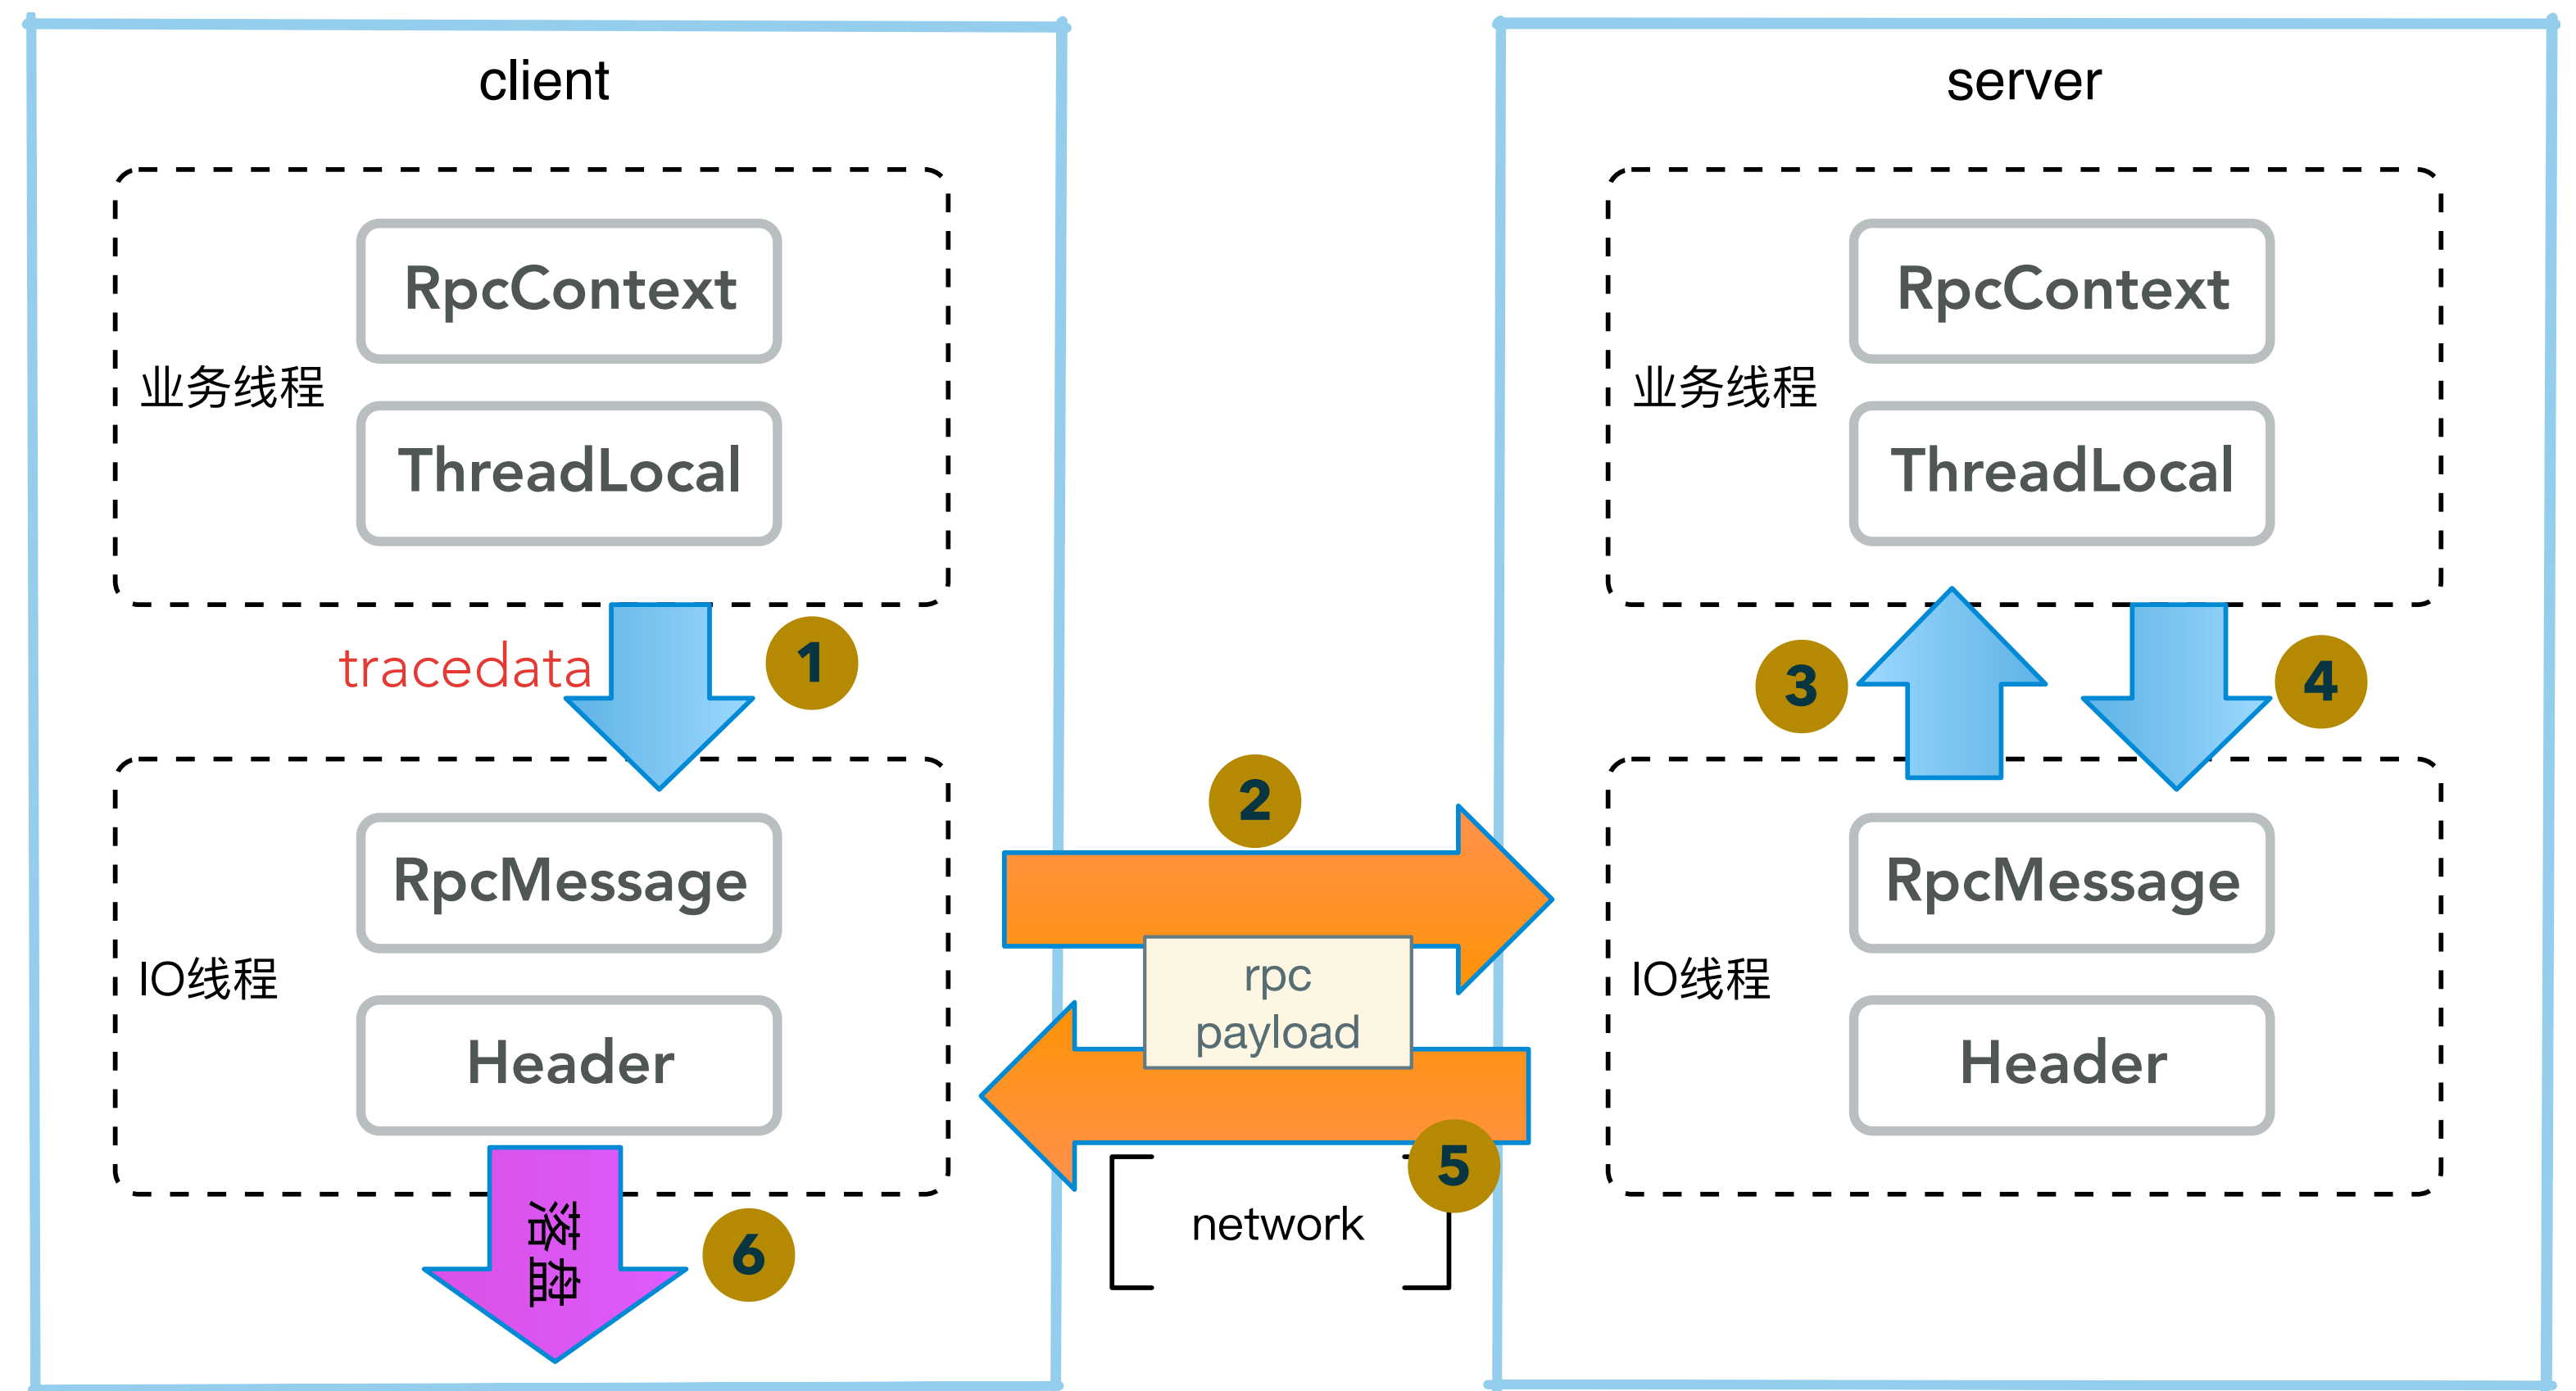 client
RpcContext
业务线程
ThreadLocal
tracedata
1
RpcMessage
IO线程
Header
落盘
6
2
rpc
payload
5
network
server
RpcContext
业务线程
ThreadLocal
3
4
RpcMessage
IO线程
Header